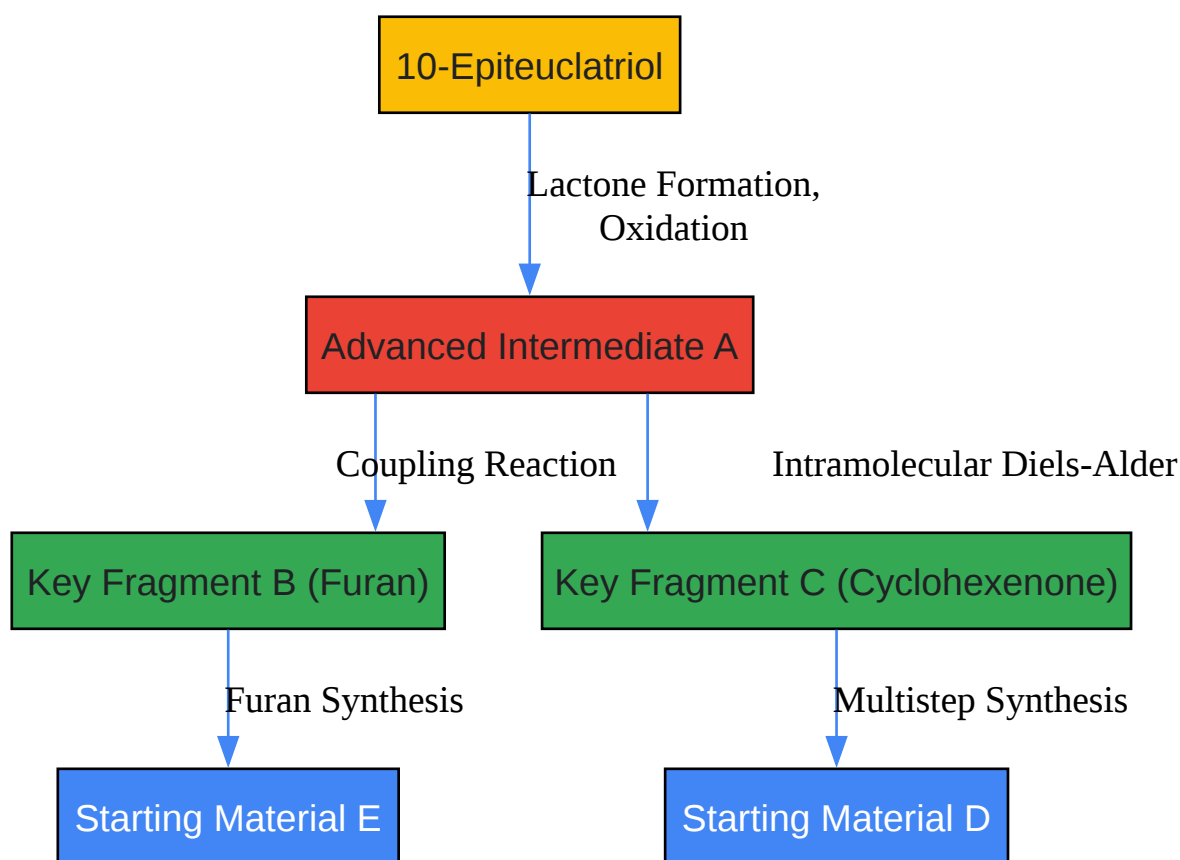 10-Epiteuclatriol
Lactone Formation,
Oxidation
Advanced Intermediate A
Coupling Reaction
Intramolecular Diels-Alder
Key Fragment B (Furan)
Key Fragment C (Cyclohexenone)
Furan Synthesis
Multistep Synthesis
Starting Material E
Starting Material D